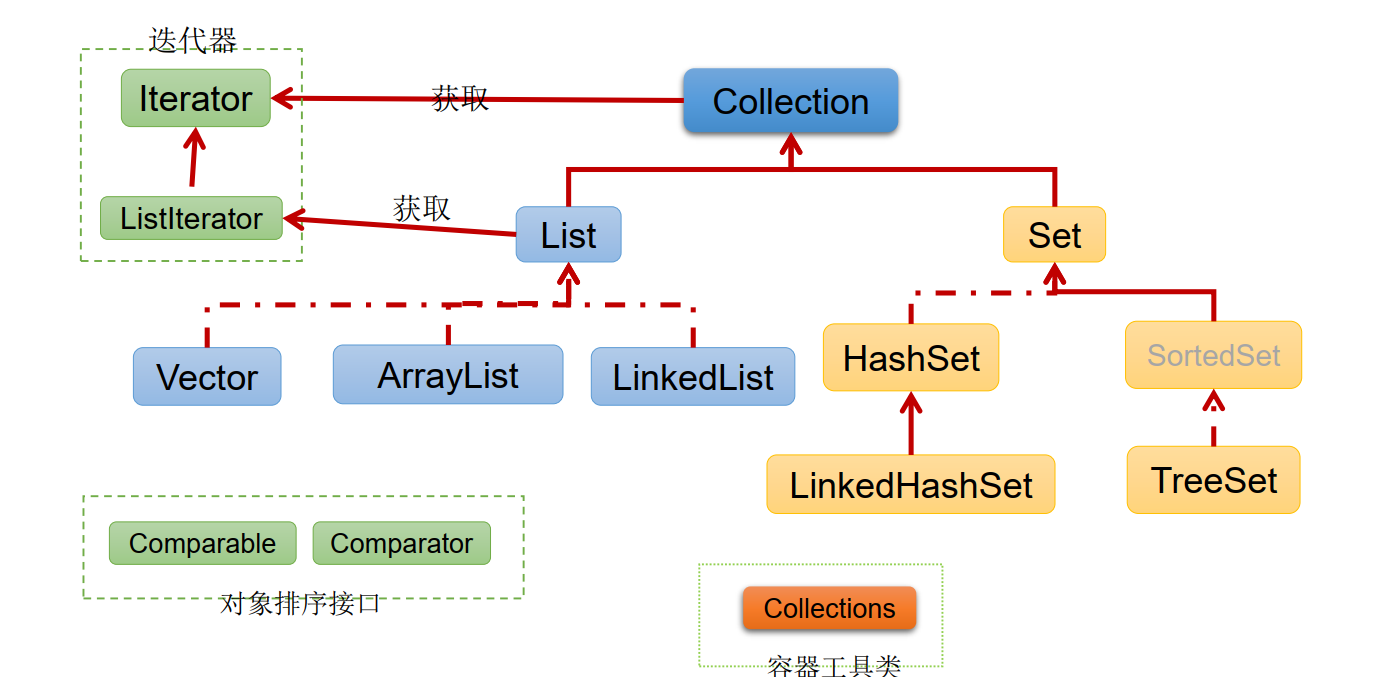 迭代器
Iterator
获取
Collection
ListIterator
获取
List
Set
Vector
ArrayList
LinkedList
HashSet
SortedSet
LinkedHashSet
TreeSet
Comparable
Comparator
对象排序接口
Collections
容器工具类